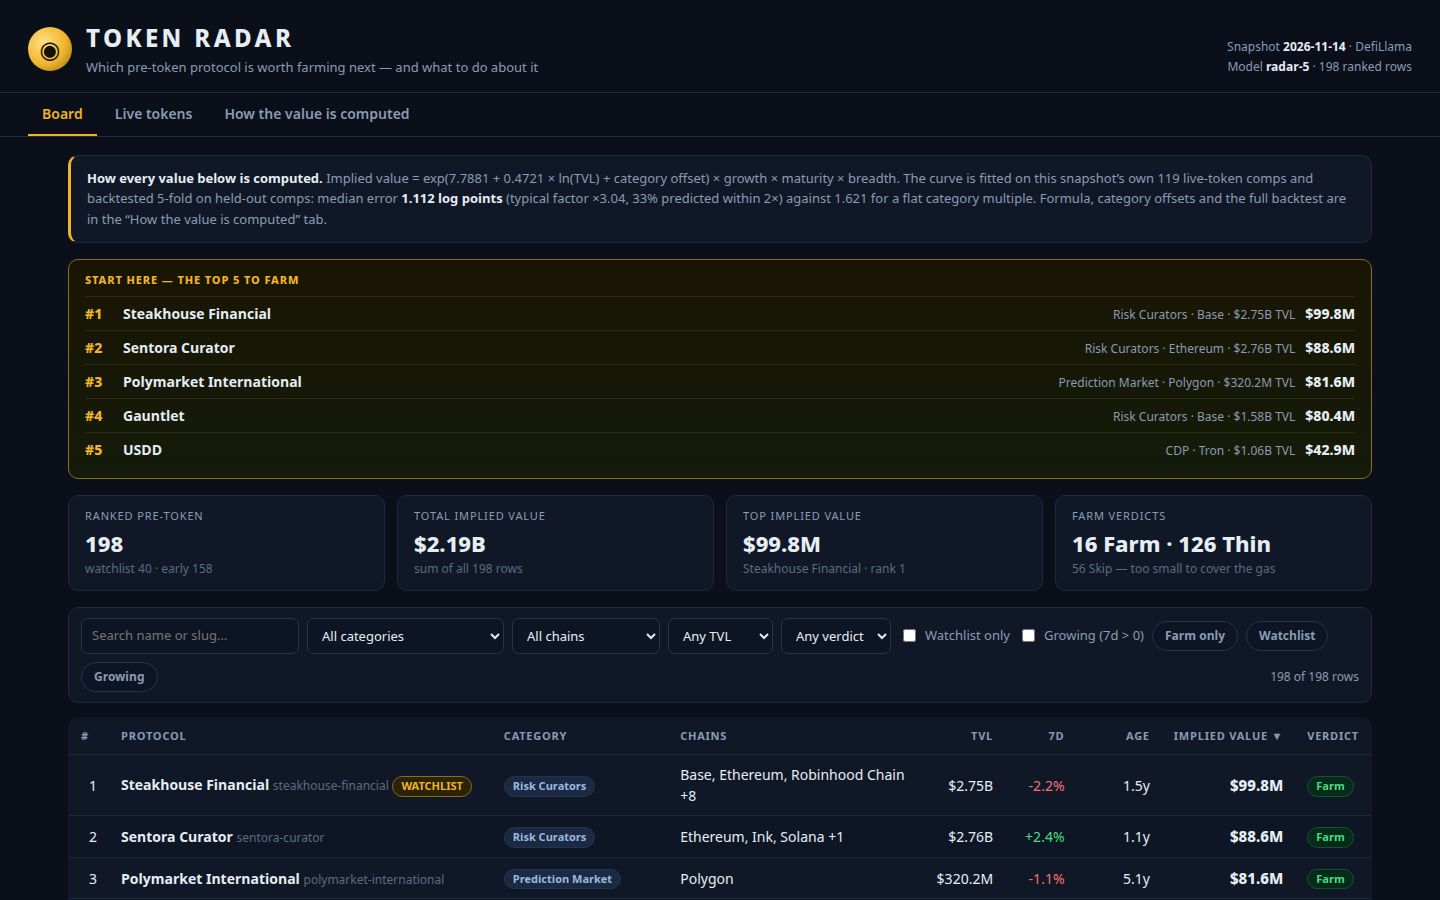 TOKEN RADAR
Which pre-token protocol is worth farming next — and what to do about it
Snapshot 2026-11-14 · DefiLlama
Model radar-5 · 198 ranked rows
Board Live tokens How the value is computed
How every value below is computed. Implied value = exp(7.7881 + 0.4721 × ln(TVL) + category offset) × growth × maturity × breadth. The curve is fitted on this snapshot’s own 119 live-token comps and
backtested 5-fold on held-out comps: median error 1.112 log points (typical factor ×3.04, 33% predicted within 2×) against 1.621 for a flat category multiple. Formula, category offsets and the full backtest are
in the “How the value is computed” tab.
START HERE — THE TOP 5 TO FARM
#1 Steakhouse Financial Risk Curators · Base · $2.75B TVL $99.8M
#2 Sentora Curator Risk Curators · Ethereum · $2.76B TVL $88.6M
#3 Polymarket International Prediction Market · Polygon · $320.2M TVL $81.6M
#4 Gauntlet Risk Curators · Base · $1.58B TVL $80.4M
#5 USDD CDP · Tron · $1.06B TVL $42.9M
RANKED PRE-TOKEN
198
watchlist 40 · early 158
TOTAL IMPLIED VALUE
$2.19B
sum of all 198 rows
TOP IMPLIED VALUE
$99.8M
Steakhouse Financial · rank 1
FARM VERDICTS
16 Farm · 126 Thin
56 Skip — too small to cover the gas
Search name or slug... All categories All chains Any TVL Any verdict Watchlist only Growing (7d > 0) Farm only Watchlist
Growing 198 of 198 rows
# PROTOCOL CATEGORY CHAINS TVL 7D AGE IMPLIED VALUE ▼ VERDICT
1 Steakhouse Financial steakhouse-financial WATCHLIST Risk Curators Base, Ethereum, Robinhood Chain +8 $2.75B -2.2% 1.5y $99.8M Farm
2 Sentora Curator sentora-curator Risk Curators Ethereum, Ink, Solana +1 $2.76B +2.4% 1.1y $88.6M Farm
3 Polymarket International polymarket-international Prediction Market Polygon $320.2M -1.1% 5.1y $81.6M Farm